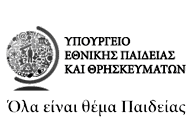 ΥΠΟΥΡΓΕΙΟ
ΕΘΝΙΚΗΣ ΠΑΙΔΕΙΑΣ
ΚΑΙ ΘΡΗΣΚΕΥΜΑΤΩΝ
Όλα είναι θέμα Παιδείας